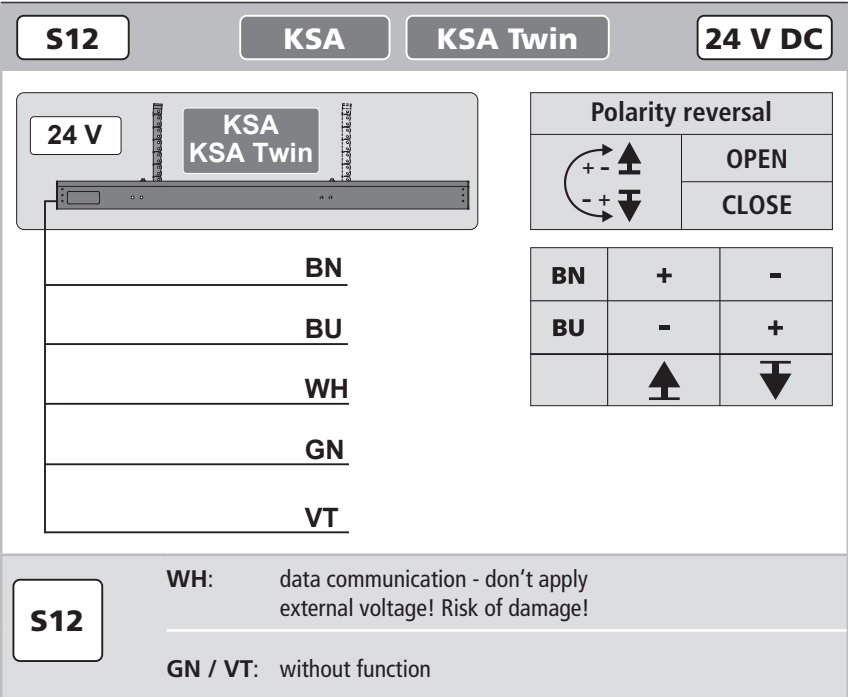 S12 KSA KSA Twin 24 V DC
24 V
KSA
KSA Twin
BN
BU
WH
GN
VT
Polarity reversal
+ - OPEN
- + CLOSE
BN + -
BU - +
S12
WH: data communication - don't apply
external voltage! Risk of damage!
GN / VT: without function